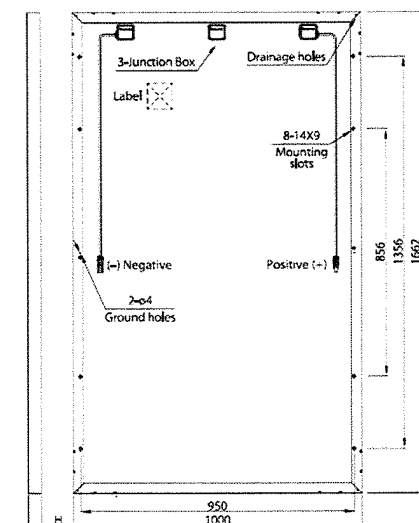 3-Junction Box
Drainage holes
Label
8-14X9
Mounting
slots
(-) Negative
Positive (+)
2-ø4
Ground holes
856
1356
1662
950
1000
H